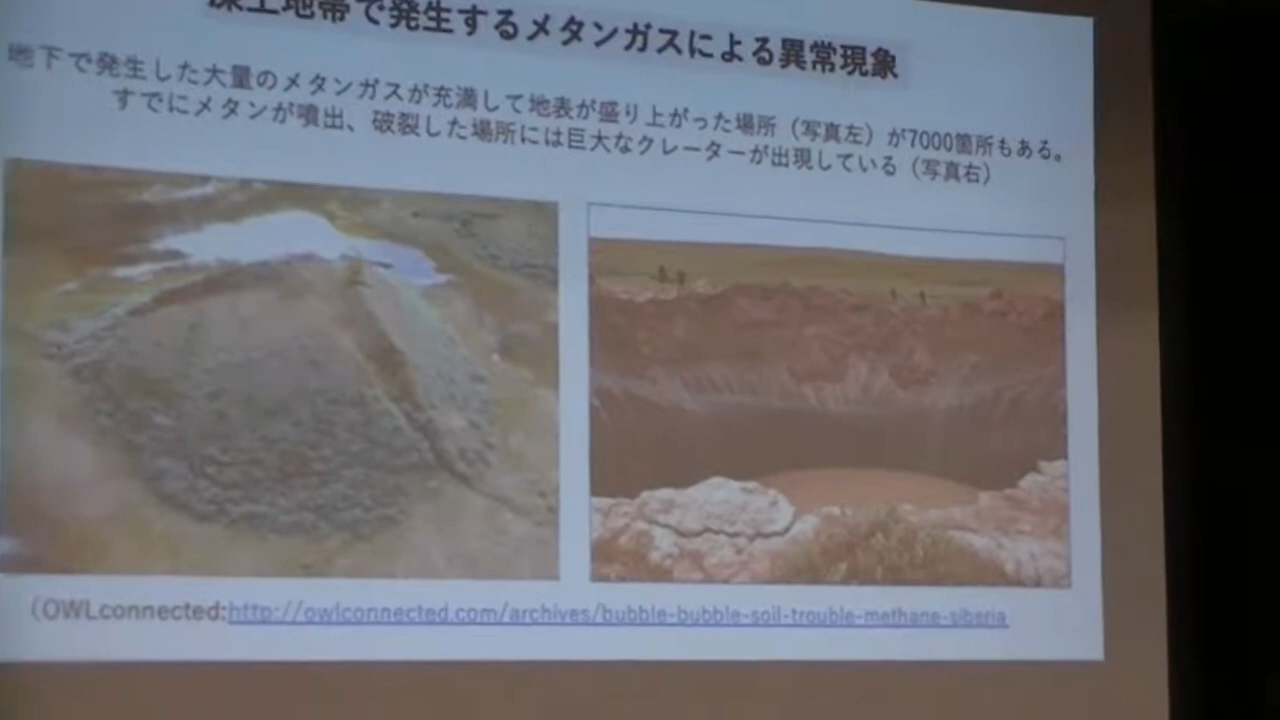 凍土地帯で発生するメタンガスによる異常現象
地下で発生した大量のメタンガスが充満して地表が盛り上がった場所（写真左）が7000箇所もある。
すでにメタンが噴出、破裂した場所には巨大なクレーターが出現している（写真右）
（OWLconnected:http://owlconnected.com/archives/bubble-bubble-soil-trouble-methane-siberia